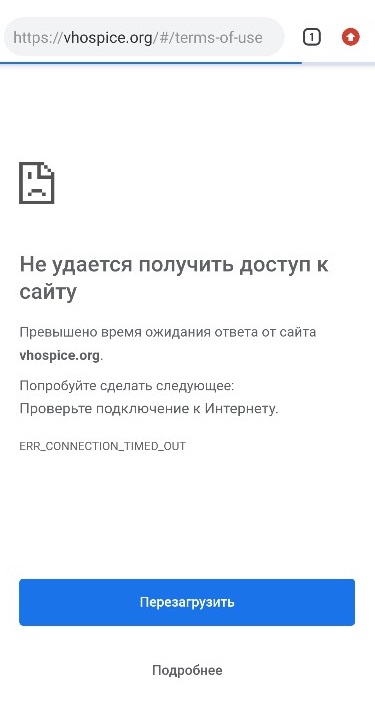 https://vhospice.org/#/terms-of-use
1
Не удается получить доступ к
сайту
Превышено время ожидания ответа от сайта
vhospice.org.
Попробуйте сделать следующее:
Проверьте подключение к Интернету.
ERR_CONNECTION_TIMED_OUT
Перезагрузить
Подробнее